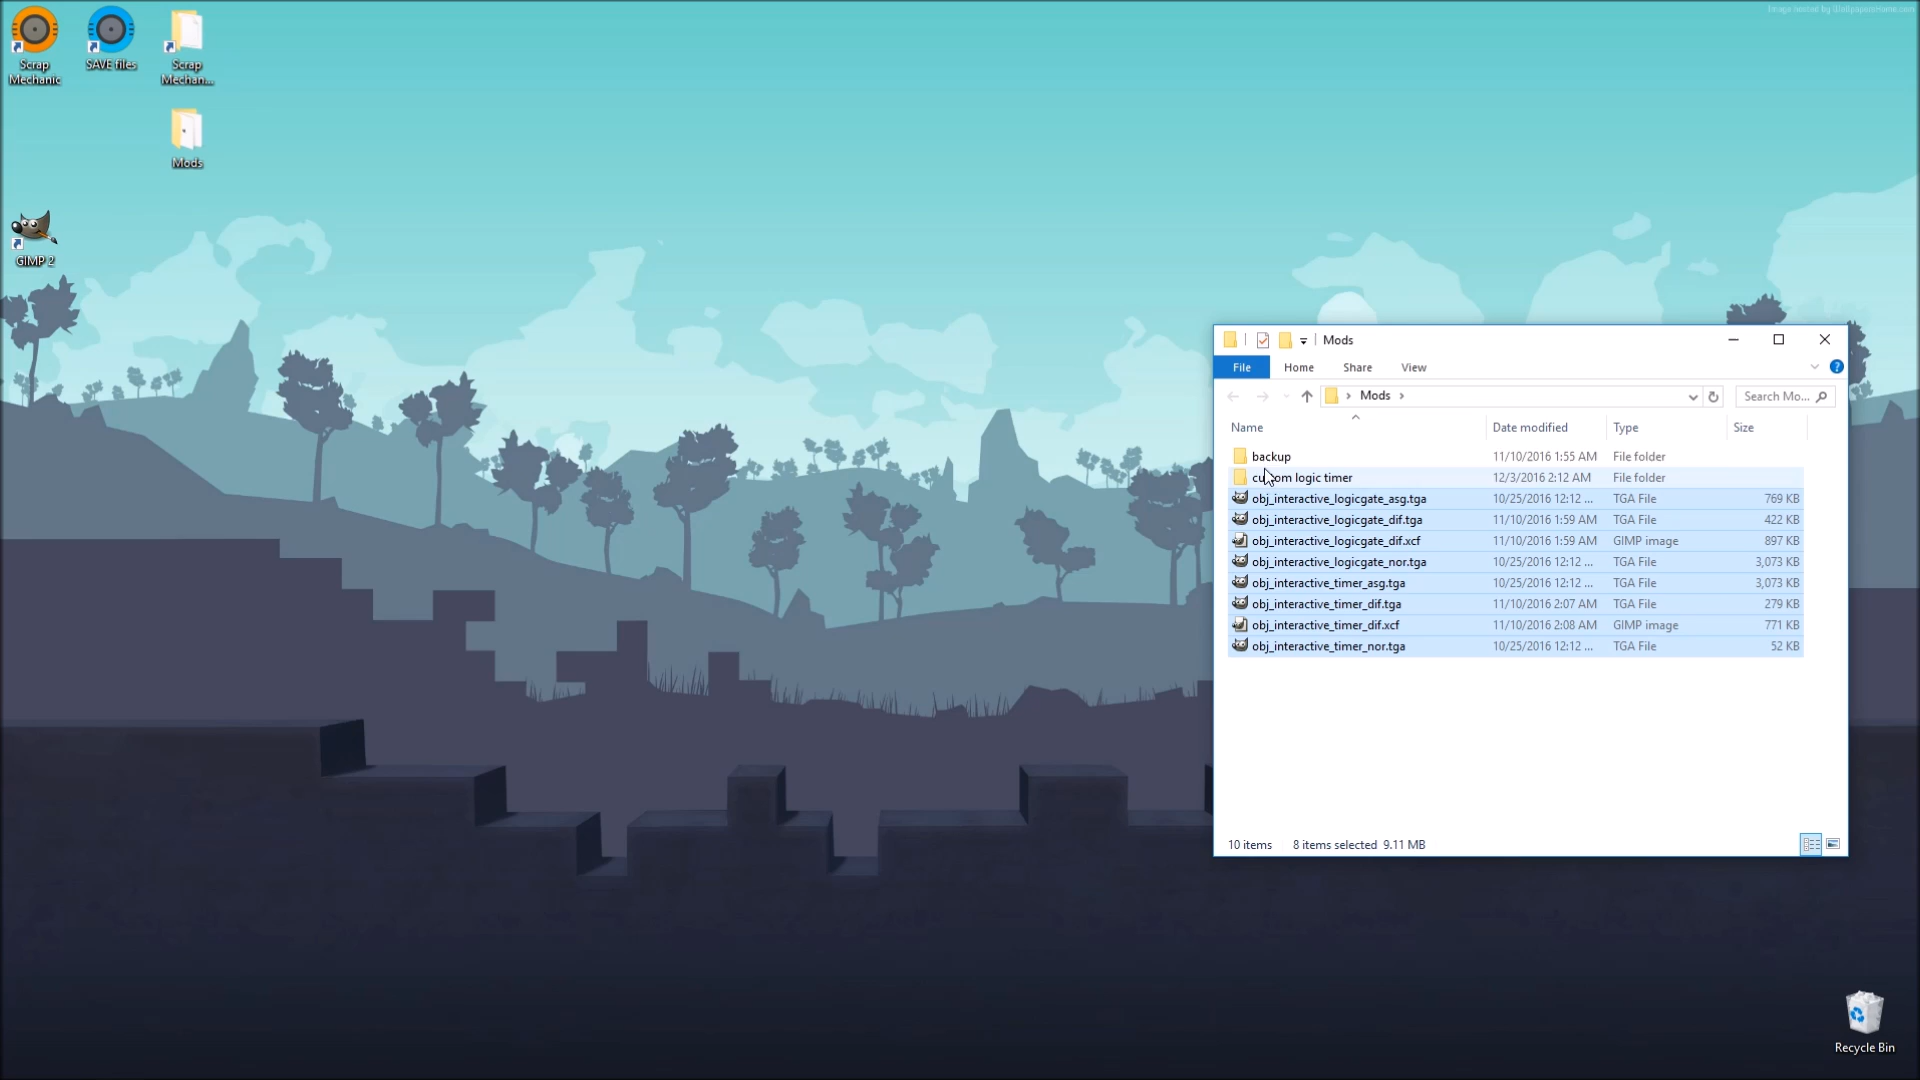 Image hosted by WallpapersHome.com
Scrap Mechanic
SAVE files
Scrap Mechan...
Mods
GIMP 2
Mods
File Home Share View
Mods
Search Mo...
Name Date modified Type Size
backup 11/10/2016 1:55 AM File folder
custom logic timer 12/3/2016 2:12 AM File folder
obj_interactive_logicgate_asg.tga 10/25/2016 12:12 ... TGA File 769 KB
obj_interactive_logicgate_dif.tga 11/10/2016 1:59 AM TGA File 422 KB
obj_interactive_logicgate_dif.xcf 11/10/2016 1:59 AM GIMP image 897 KB
obj_interactive_logicgate_nor.tga 10/25/2016 12:12 ... TGA File 3,073 KB
obj_interactive_timer_asg.tga 10/25/2016 12:12 ... TGA File 3,073 KB
obj_interactive_timer_dif.tga 11/10/2016 2:07 AM TGA File 279 KB
obj_interactive_timer_dif.xcf 11/10/2016 2:08 AM GIMP image 771 KB
obj_interactive_timer_nor.tga 10/25/2016 12:12 ... TGA File 52 KB
10 items 8 items selected 9.11 MB
Recycle Bin